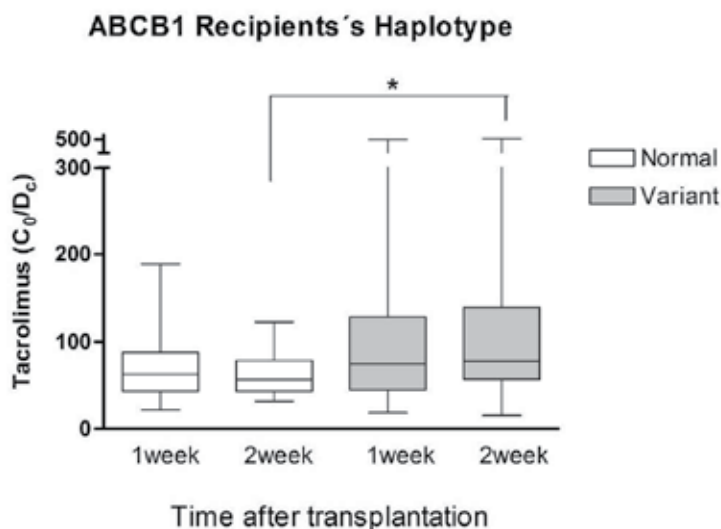 ABCB1 Recipients´s Haplotype
*
500
300
200
100
0
Tacrolimus (C₀/D꜀)
Normal
Variant
1week 2week 1week 2week
Time after transplantation